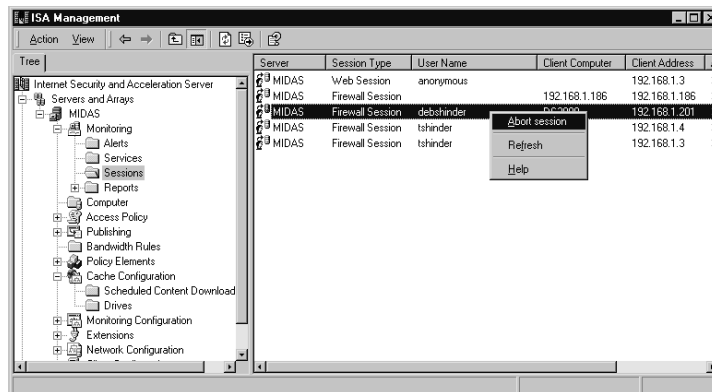 ISA Management
Action View
Tree
Internet Security and Acceleration Server
Servers and Arrays
MIDAS
Monitoring
Alerts
Services
Sessions
Reports
Computer
Access Policy
Publishing
Bandwidth Rules
Policy Elements
Cache Configuration
Scheduled Content Download
Drives
Monitoring Configuration
Extensions
Network Configuration
Server Session Type User Name Client Computer Client Address
MIDAS Web Session anonymous 192.168.1.3
MIDAS Firewall Session 192.168.1.186 192.168.1.186
MIDAS Firewall Session debshinder 192.168.1.201
MIDAS Firewall Session tshinder 192.168.1.4
MIDAS Firewall Session tshinder 192.168.1.3
Abort session
Refresh
Help